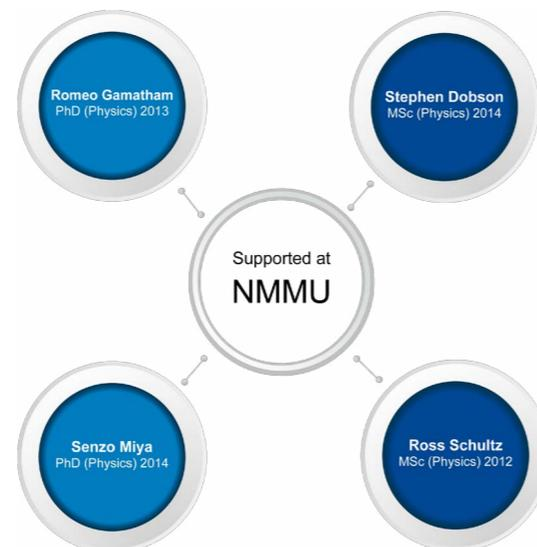 Romeo Gamatham
PhD (Physics) 2013
Stephen Dobson
MSc (Physics) 2014
Supported at
NMMU
Senzo Miya
PhD (Physics) 2014
Ross Schultz
MSc (Physics) 2012